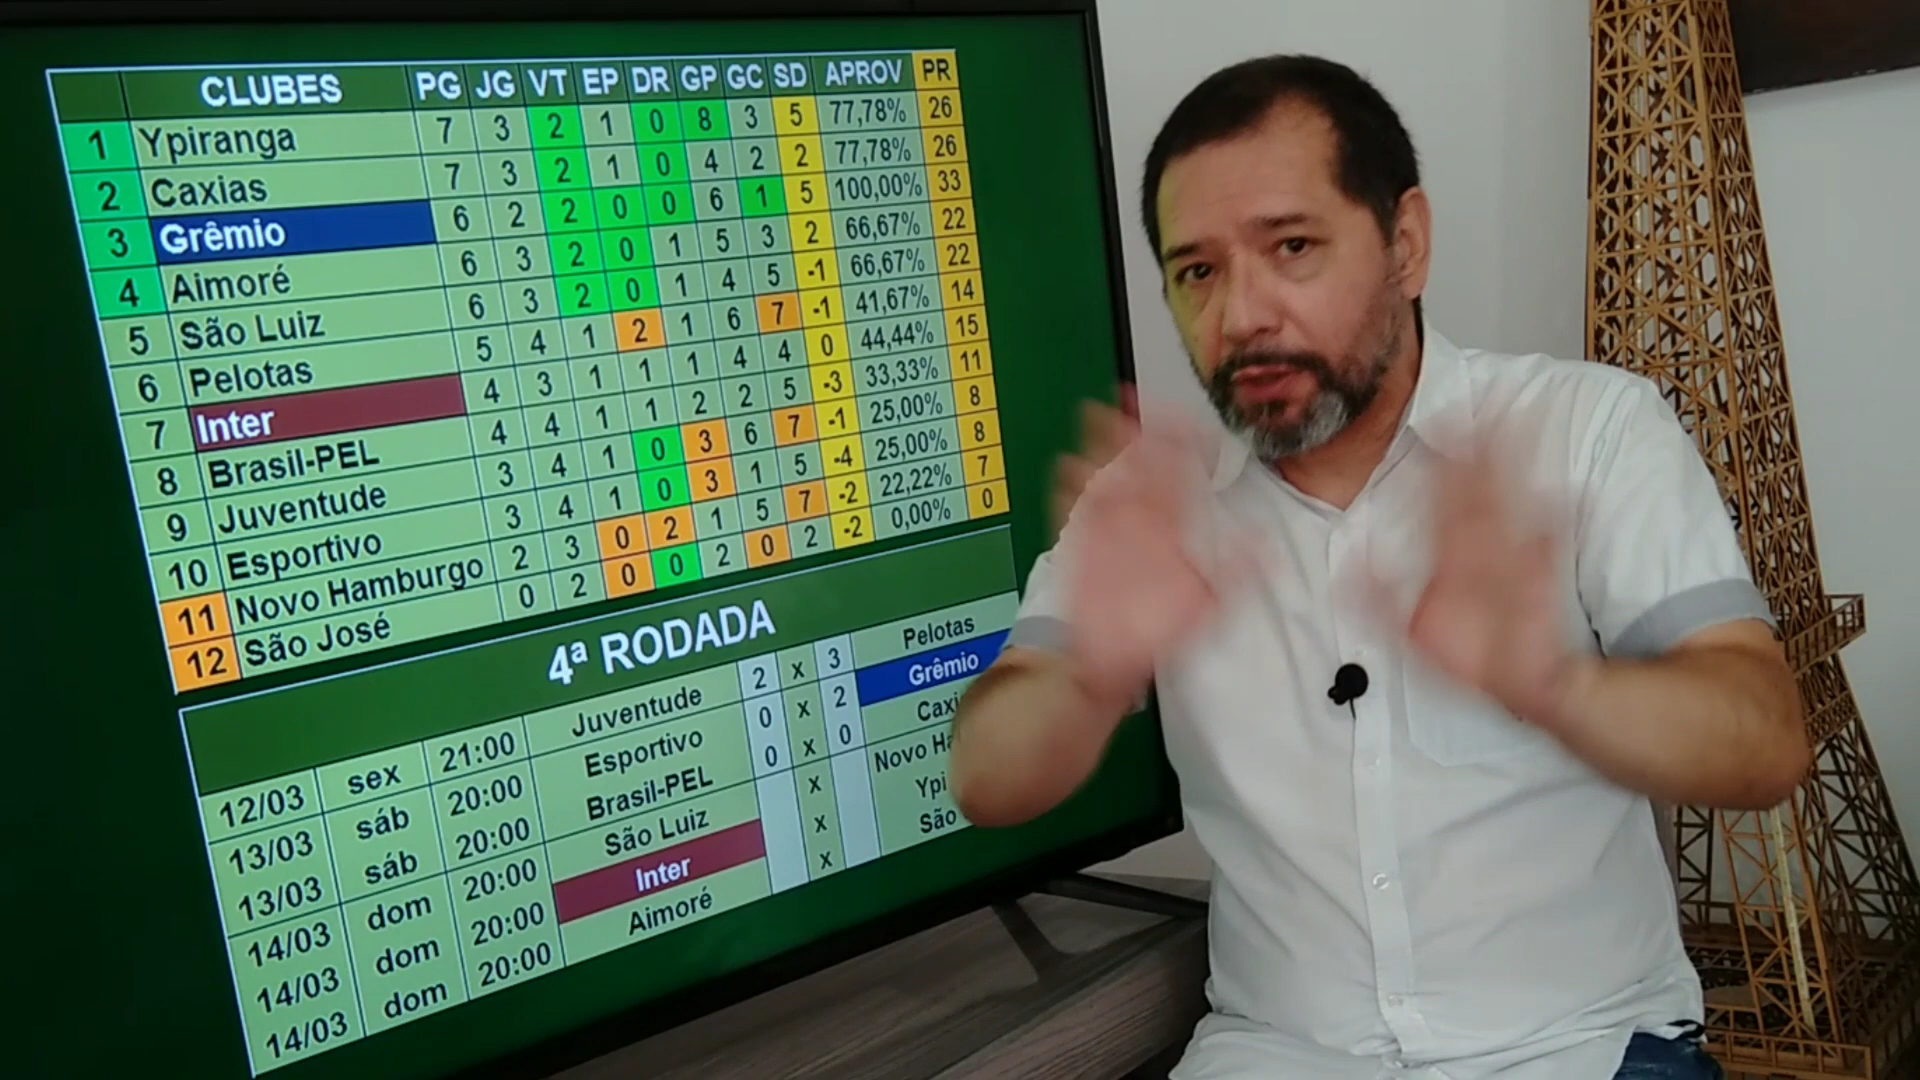 CLUBES PG JG VT EP DR GP GC SD APROV PR
1 Ypiranga 7 3 2 1 0 8 3 5 77,78% 26
2 Caxias 7 3 2 1 0 4 2 2 77,78% 26
3 Grêmio 6 2 2 0 0 6 1 5 100,00% 33
4 Aimoré 6 3 2 0 1 5 3 2 66,67% 22
5 São Luiz 6 3 2 0 1 4 5 -1 66,67% 22
6 Pelotas 5 4 1 2 1 6 7 -1 41,67% 14
7 Inter 4 3 1 1 1 4 4 0 44,44% 15
8 Brasil-PEL 4 4 1 1 2 2 5 -3 33,33% 11
9 Juventude 3 4 1 0 3 6 7 -1 25,00% 8
10 Esportivo 3 4 1 0 3 1 5 -4 25,00% 8
11 Novo Hamburgo 2 3 0 2 1 5 7 -2 22,22% 7
12 São José 0 2 0 0 2 0 2 -2 0,00% 0
4ª RODADA
12/03 sex 21:00 Juventude 2 x 3 Pelotas
13/03 sáb 20:00 Esportivo 0 x 2 Grêmio
13/03 sáb 20:00 Brasil-PEL 0 x 0 Caxi
14/03 dom 20:00 São Luiz x Novo Ha
14/03 dom 20:00 Inter x Ypi
14/03 dom 20:00 Aimoré x São